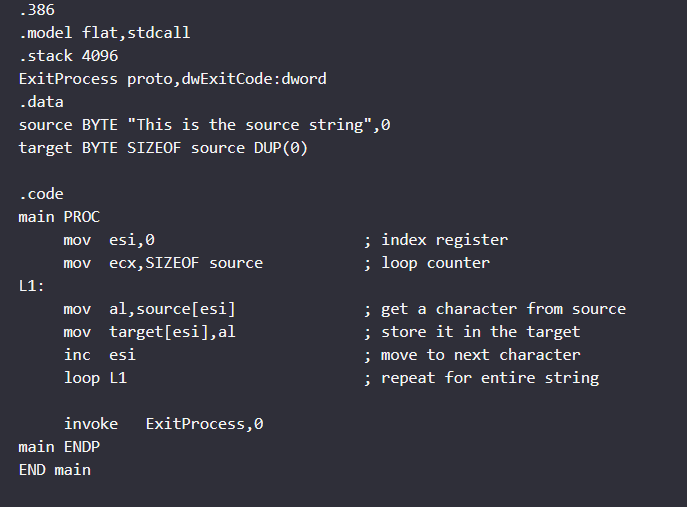 .386
.model flat,stdcall
.stack 4096
ExitProcess proto,dwExitCode:dword
.data
source BYTE "This is the source string",0
target BYTE SIZEOF source DUP(0)

.code
main PROC
     mov  esi,0                       ; index register
     mov  ecx,SIZEOF source           ; loop counter
L1:
     mov  al,source[esi]              ; get a character from source
     mov  target[esi],al              ; store it in the target
     inc  esi                         ; move to next character
     loop L1                          ; repeat for entire string

     invoke   ExitProcess,0
main ENDP
END main